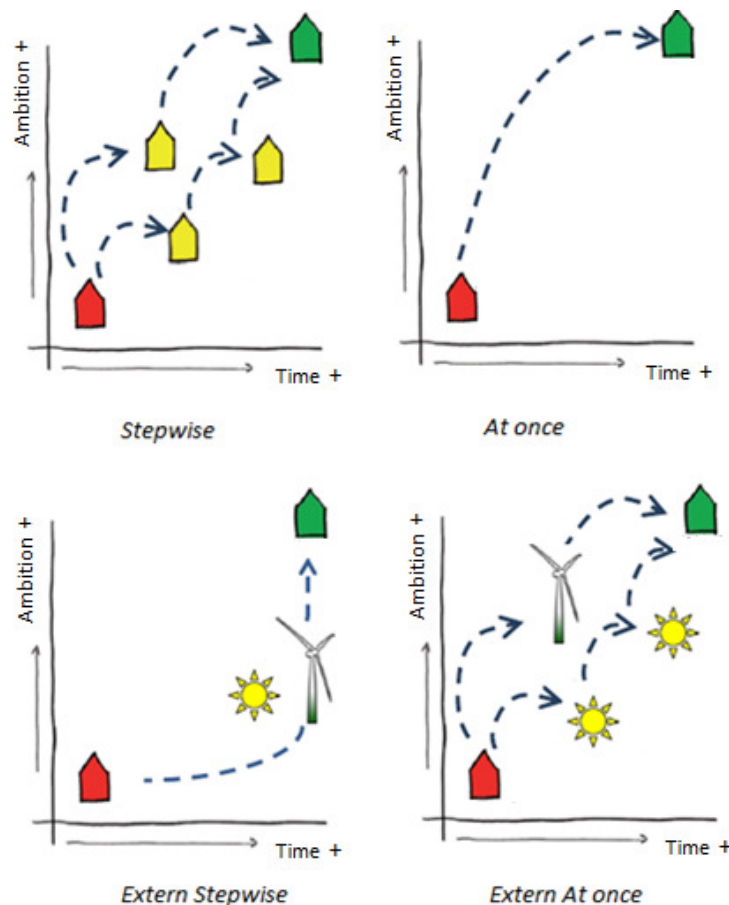 Ambition +
Time +
Stepwise
Ambition +
Time +
At once
Ambition +
Time +
Extern Stepwise
Ambition +
Time +
Extern At once